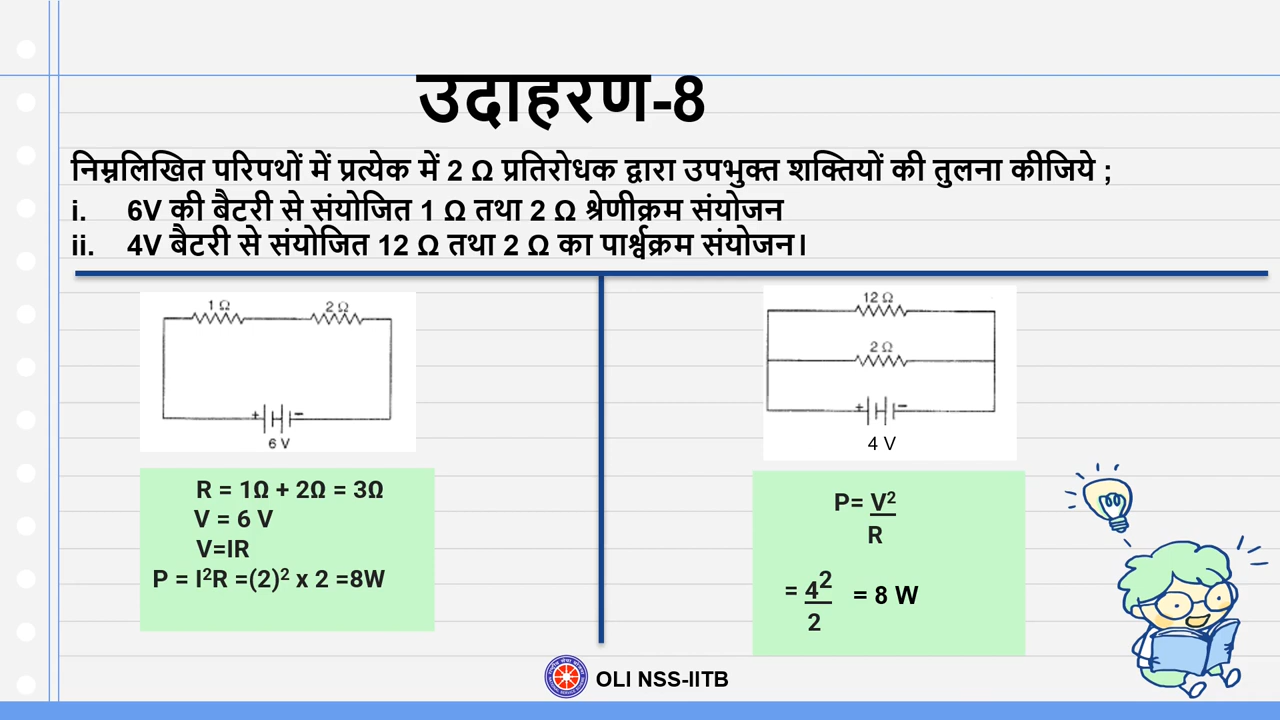 उदाहरण-8
निम्नलिखित परिपथों में प्रत्येक में 2 Ω प्रतिरोधक द्वारा उपभुक्त शक्तियों की तुलना कीजिये ;
i. 6V की बैटरी से संयोजित 1 Ω तथा 2 Ω श्रेणीक्रम संयोजन
ii. 4V बैटरी से संयोजित 12 Ω तथा 2 Ω का पार्श्वक्रम संयोजन।
1 Ω 2 Ω
+ -
6 V
R = 1Ω + 2Ω = 3Ω
V = 6 V
V=IR
P = I²R =(2)² x 2 =8W
12 Ω
2 Ω
+ -
4 V
P= V²
R
= 4² = 8 W
2
OLI NSS-IITB